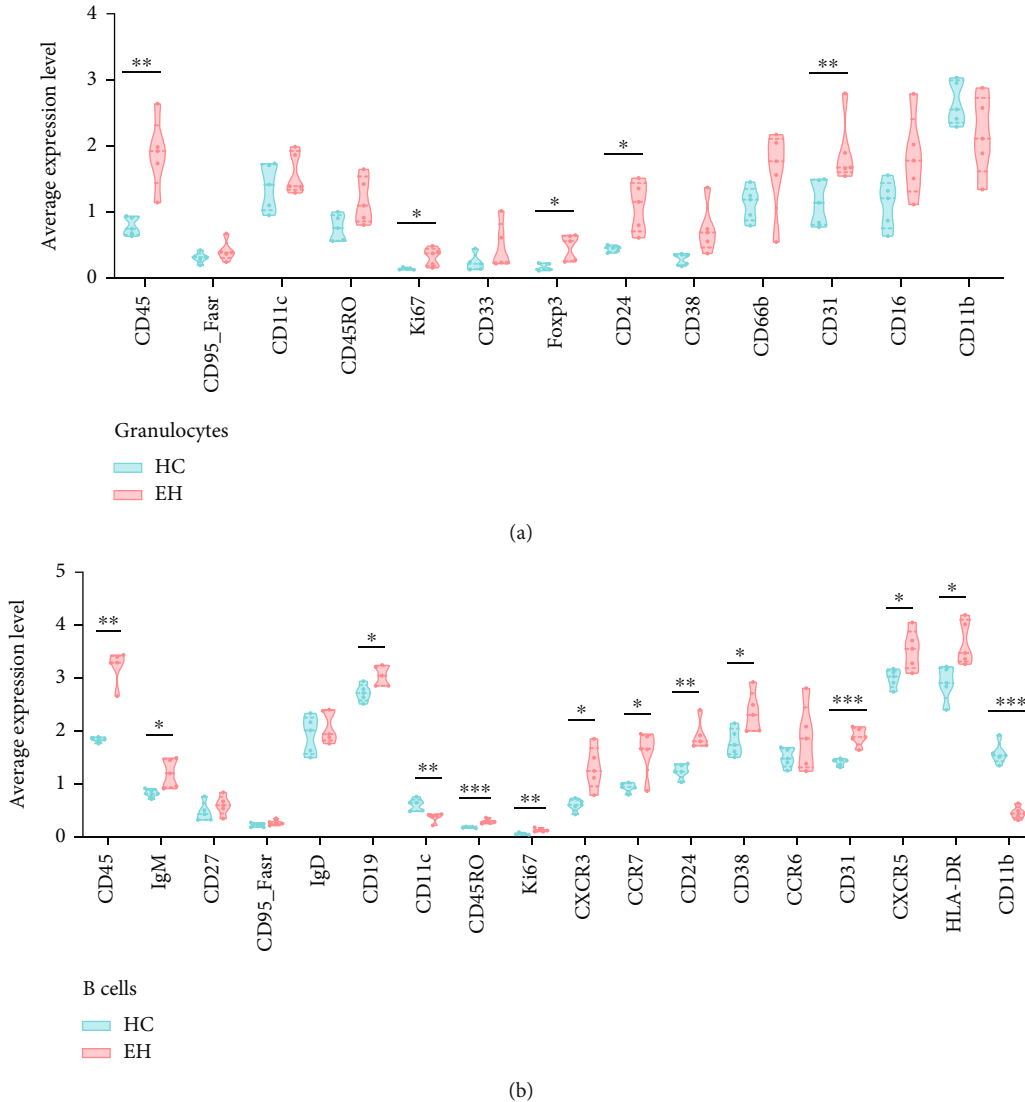 Average expression level
4
3
2
1
0
** * * * **
CD45 CD95_Fasr CD11c CD45RO Ki67 CD33 Foxp3 CD24 CD38 CD66b CD31 CD16 CD11b
Granulocytes
HC
EH
(a)
Average expression level
5
4
3
2
1
0
** * * ** *** ** * * ** * *** * * ***
CD45 IgM CD27 CD95_Fasr IgD CD19 CD11c CD45RO Ki67 CXCR3 CCR7 CD24 CD38 CCR6 CD31 CXCR5 HLA-DR CD11b
B cells
HC
EH
(b)